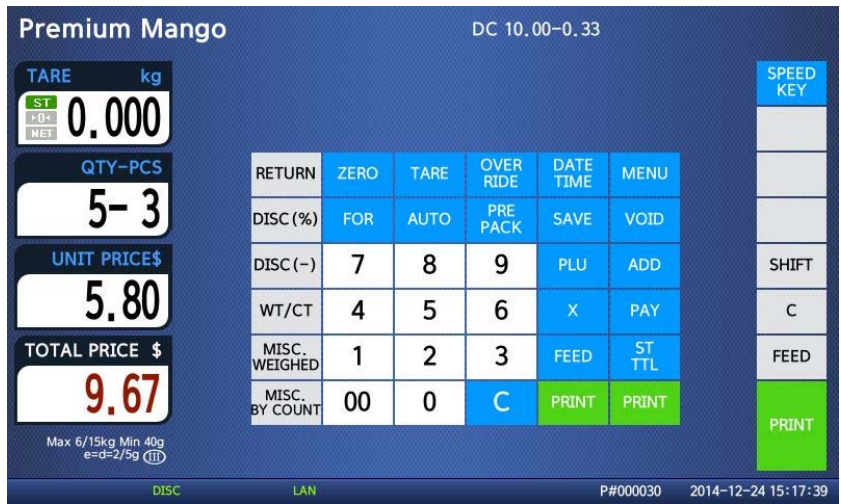 Premium Mango
DC 10.00-0.33
TARE kg
ST
→0←
NET
0.000
QTY-PCS
5- 3
UNIT PRICE$
5.80
TOTAL PRICE $
9.67
Max 6/15kg Min 40g
e=d=2/5g (III)
RETURN ZERO TARE OVER RIDE DATE TIME MENU
DISC(%) FOR AUTO PRE PACK SAVE VOID
DISC(-) 7 8 9 PLU ADD
WT/CT 4 5 6 X PAY
MISC. WEIGHED 1 2 3 FEED ST TTL
MISC. BY COUNT 00 0 C PRINT PRINT
SPEED
KEY
SHIFT
C
FEED
PRINT
DISC LAN P#000030 2014-12-24 15:17:39